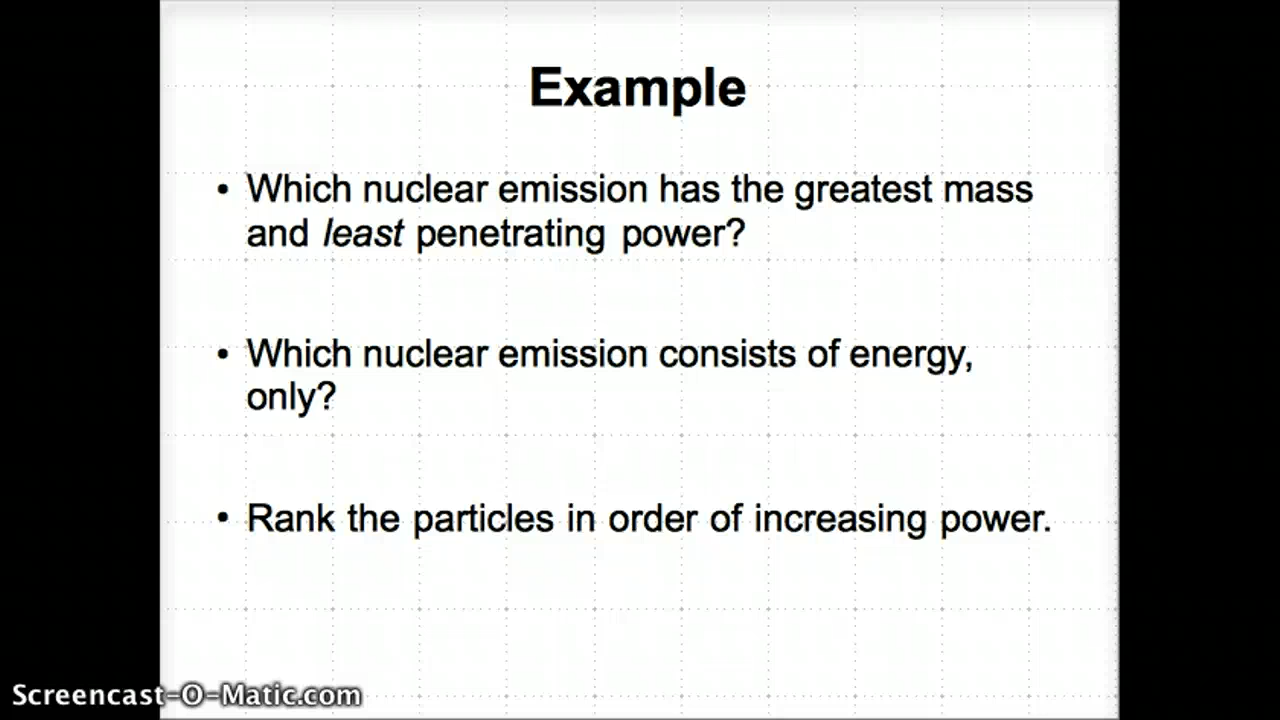 Example
• Which nuclear emission has the greatest mass
and least penetrating power?
• Which nuclear emission consists of energy,
only?
• Rank the particles in order of increasing power.
Screencast-O-Matic.com